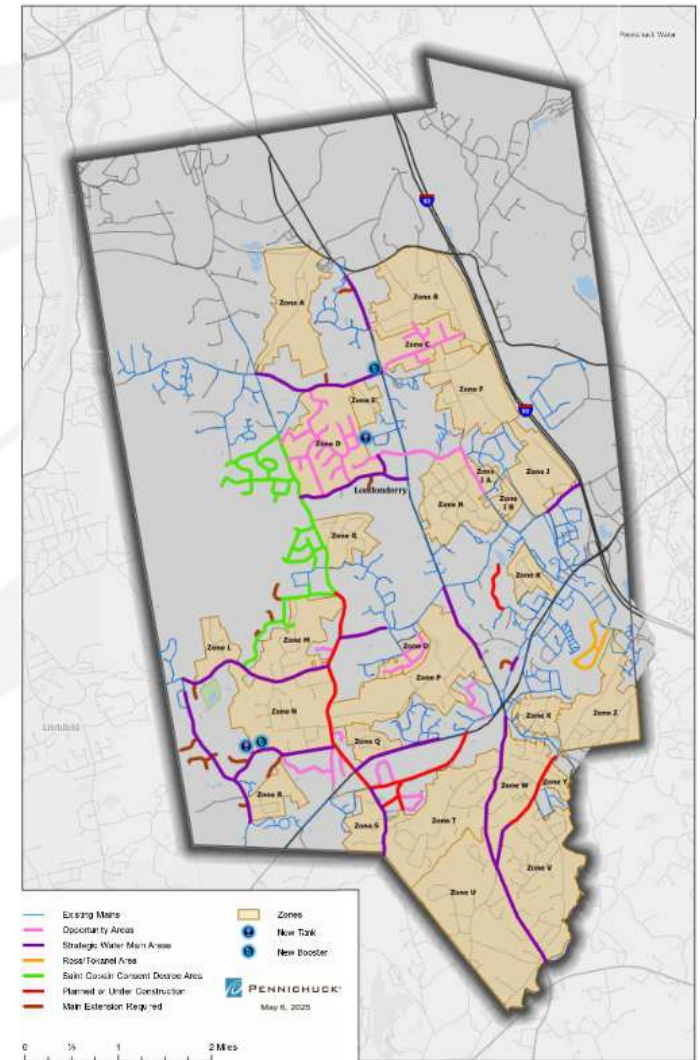 Pennichuck Water
93
Zone A
Zone B
Zone C
Zone F
Zone E
Zone D
93
Zone
I A
Zone J
Londonderry
Zone H
Zone
I B
Zone G
Zone K
Zone L
Zone M
Zone O
Zone P
Zone N
Zone X
Zone Z
Litchfield
Zone Q
Zone W
Zone Y
Zone R
Zone S
Zone T
Zone V
Zone U
Existing Mains
Opportunity Areas
Strategic Water Main Areas
Ross/Tokanel Area
Saint Gobain Consent Decree Area
Planned or Under Construction
Main Extension Required
Zones
New Tank
New Booster
PENNICHUCK
May 6, 2025
0 ½ 1 2 Miles